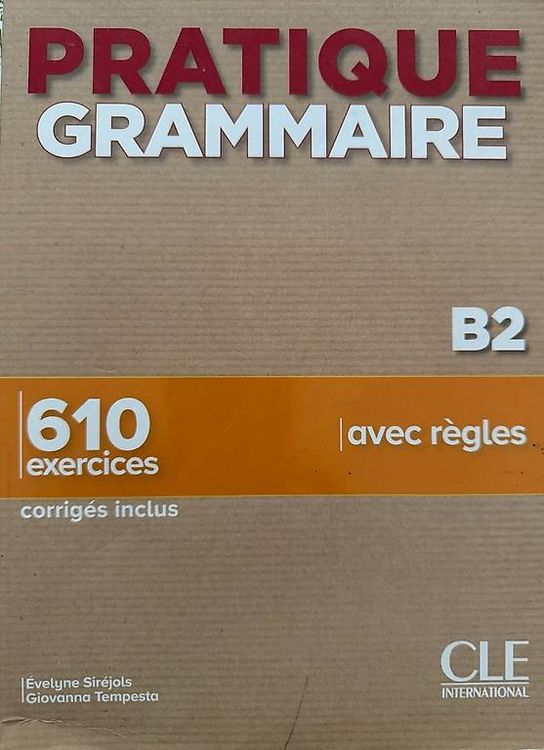 PRATIQUE
GRAMMAIRE
B2
610
exercices
avec règles
corrigés inclus
Évelyne Siréjols
Giovanna Tempesta
CLE
INTERNATIONAL